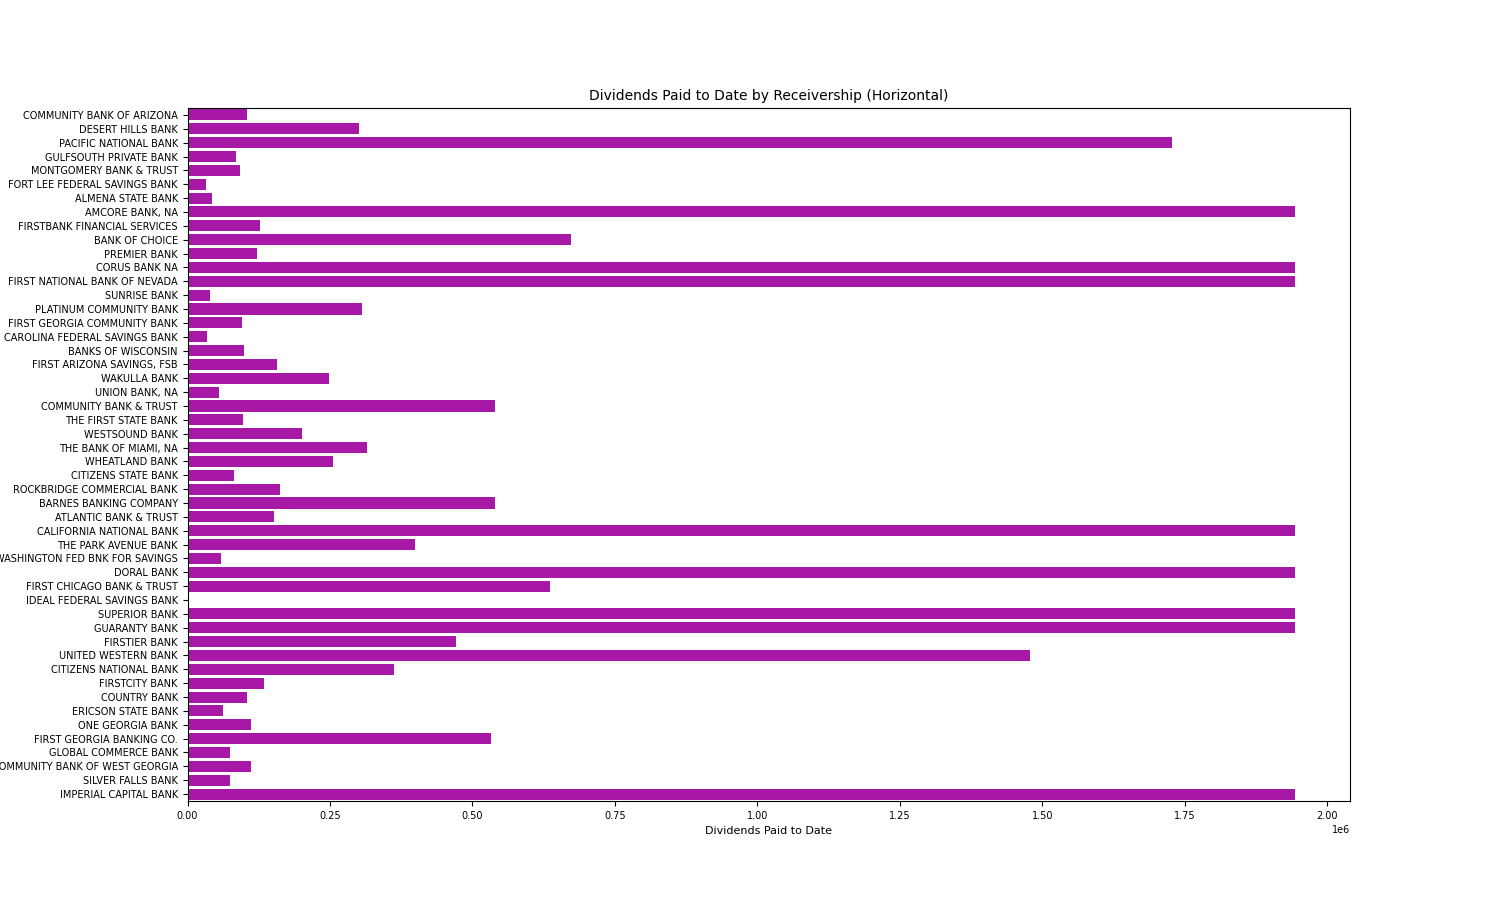 Dividends Paid to Date by Receivership (Horizontal)
COMMUNITY BANK OF ARIZONA
DESERT HILLS BANK
PACIFIC NATIONAL BANK
GULFSOUTH PRIVATE BANK
MONTGOMERY BANK & TRUST
FORT LEE FEDERAL SAVINGS BANK
ALMENA STATE BANK
AMCORE BANK, NA
FIRSTBANK FINANCIAL SERVICES
BANK OF CHOICE
PREMIER BANK
CORUS BANK NA
FIRST NATIONAL BANK OF NEVADA
SUNRISE BANK
PLATINUM COMMUNITY BANK
FIRST GEORGIA COMMUNITY BANK
CAROLINA FEDERAL SAVINGS BANK
BANKS OF WISCONSIN
FIRST ARIZONA SAVINGS, FSB
WAKULLA BANK
UNION BANK, NA
COMMUNITY BANK & TRUST
THE FIRST STATE BANK
WESTSOUND BANK
THE BANK OF MIAMI, NA
WHEATLAND BANK
CITIZENS STATE BANK
ROCKBRIDGE COMMERCIAL BANK
BARNES BANKING COMPANY
ATLANTIC BANK & TRUST
CALIFORNIA NATIONAL BANK
THE PARK AVENUE BANK
WASHINGTON FED BNK FOR SAVINGS
DORAL BANK
FIRST CHICAGO BANK & TRUST
IDEAL FEDERAL SAVINGS BANK
SUPERIOR BANK
GUARANTY BANK
FIRSTIER BANK
UNITED WESTERN BANK
CITIZENS NATIONAL BANK
FIRSTCITY BANK
COUNTRY BANK
ERICSON STATE BANK
ONE GEORGIA BANK
FIRST GEORGIA BANKING CO.
GLOBAL COMMERCE BANK
OMMUNITY BANK OF WEST GEORGIA
SILVER FALLS BANK
IMPERIAL CAPITAL BANK
0.00 0.25 0.50 0.75 1.00 1.25 1.50 1.75 2.00
1e6
Dividends Paid to Date